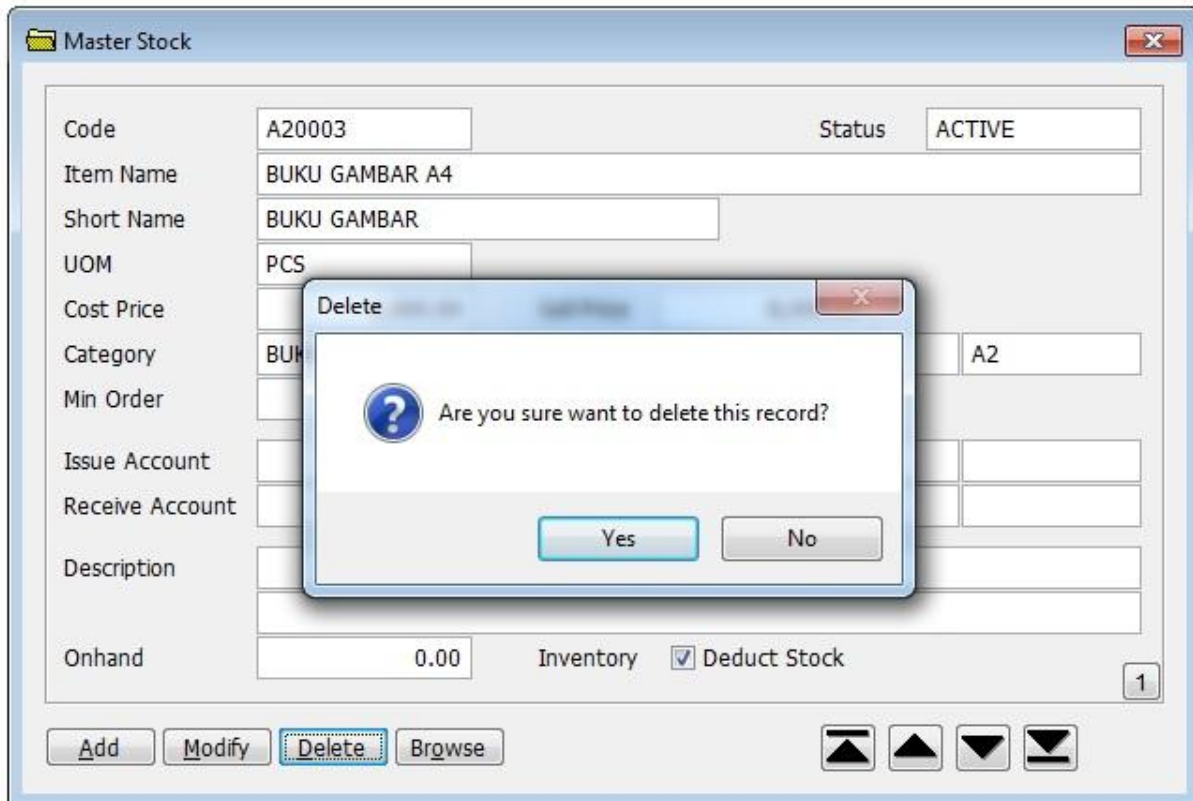 Master Stock
Code A20003 Status ACTIVE
Item Name BUKU GAMBAR A4
Short Name BUKU GAMBAR
UOM PCS
Cost Price
Delete
Category BUK A2
Min Order
Are you sure want to delete this record?
Issue Account
Receive Account
Yes No
Description
Onhand 0.00 Inventory Deduct Stock
1
Add Modify Delete Browse